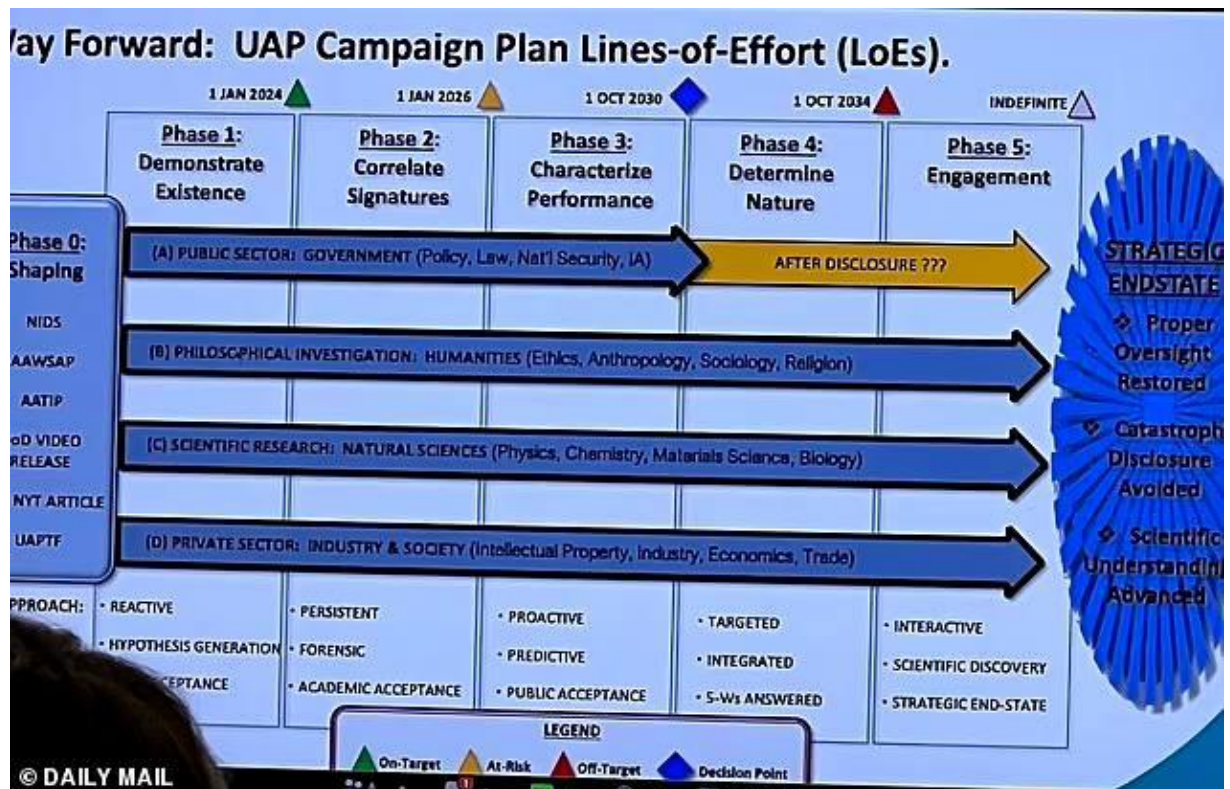 Way Forward: UAP Campaign Plan Lines-of-Effort (LoEs).
1 JAN 2024
1 JAN 2026
1 OCT 2030
1 OCT 2034
INDEFINITE
Phase 1:
Demonstrate
Existence
Phase 2:
Correlate
Signatures
Phase 3:
Characterize
Performance
Phase 4:
Determine
Nature
Phase 5:
Engagement
Phase 0:
Shaping
NIDS
AAWSAP
AATIP
oD VIDEO
RELEASE
NYT ARTICLE
UAPTF
(A) PUBLIC SECTOR: GOVERNMENT (Policy, Law, Nat'l Security, IA)
AFTER DISCLOSURE ???
(B) PHILOSOPHICAL INVESTIGATION: HUMANITIES (Ethics, Anthropology, Sociology, Religion)
(C) SCIENTIFIC RESEARCH: NATURAL SCIENCES (Physics, Chemistry, Materials Science, Biology)
(D) PRIVATE SECTOR: INDUSTRY & SOCIETY (Intellectual Property, Industry, Economics, Trade)
STRATEGIC
ENDSTATE
❖ Proper
Oversight
Restored
❖ Catastroph
Disclosure
Avoided
❖ Scientific
Understanding
Advanced
PPROACH:
• REACTIVE
• HYPOTHESIS GENERATION
CEPTANCE
• PERSISTENT
• FORENSIC
• ACADEMIC ACCEPTANCE
• PROACTIVE
• PREDICTIVE
• PUBLIC ACCEPTANCE
• TARGETED
• INTEGRATED
• 5-Ws ANSWERED
• INTERACTIVE
• SCIENTIFIC DISCOVERY
• STRATEGIC END-STATE
LEGEND
On-Target
At-Risk
Off-Target
Decision Point
© DAILY MAIL